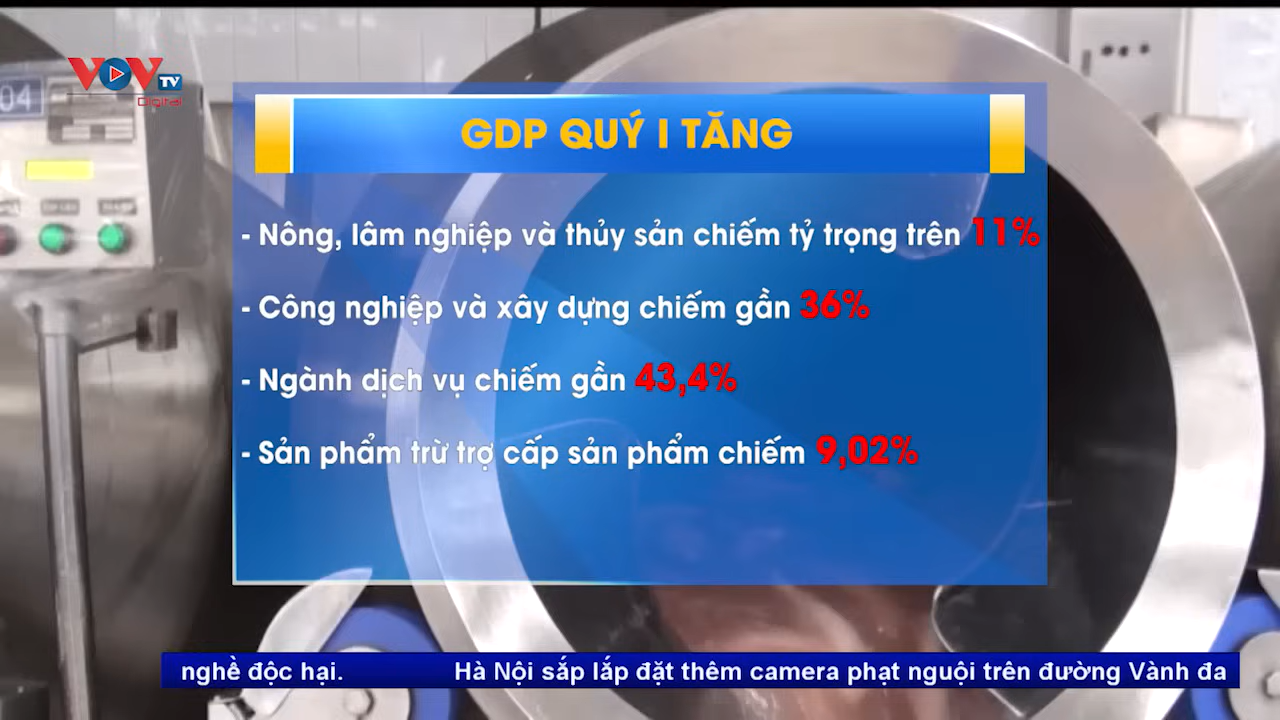 VOV TV
Digital
04
GDP QUÝ I TĂNG
- Nông, lâm nghiệp và thủy sản chiếm tỷ trọng trên 11%
- Công nghiệp và xây dựng chiếm gần 36%
- Ngành dịch vụ chiếm gần 43,4%
- Sản phẩm trừ trợ cấp sản phẩm chiếm 9,02%
nghề độc hại. Hà Nội sắp lắp đặt thêm camera phạt nguội trên đường Vành đa